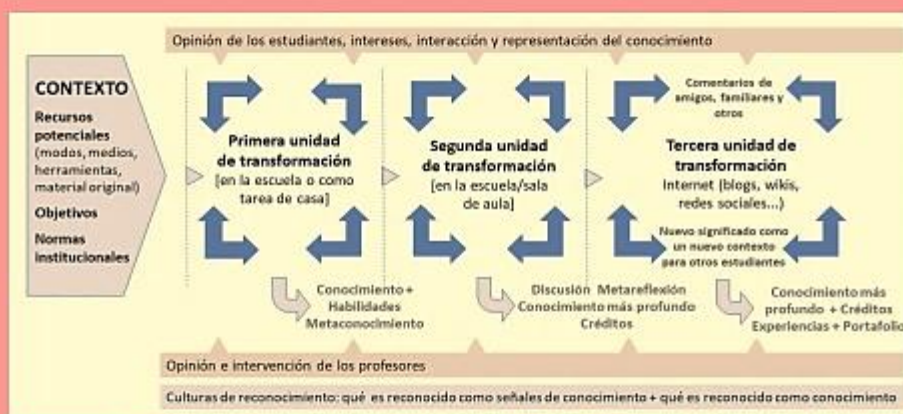 Opinión de los estudiantes, intereses, interacción y representación del conocimiento
CONTEXTO
Recursos
potenciales
(modos, medios,
herramientas,
material original)
Objetivos
Normas
institucionales
Primera unidad
de transformación
[en la escuela o como
tarea de casa]
Segunda unidad
de transformación
[en la escuela/sala
de aula]
Comentarios de
amigos, familiares y
otros
Tercera unidad de
transformación
Internet (blogs, wikis,
redes sociales...)
Nuevo significado como
un nuevo contexto
para otros estudiantes
Conocimiento +
Habilidades
Metaconocimiento
Discusión Metareflexión
Conocimiento más profundo
Créditos
Conocimiento más
profundo + Créditos
Experiencias + Portafolio
Opinión e intervención de los profesores
Culturas de reconocimiento: qué es reconocido como señales de conocimiento + qué es reconocido como conocimiento